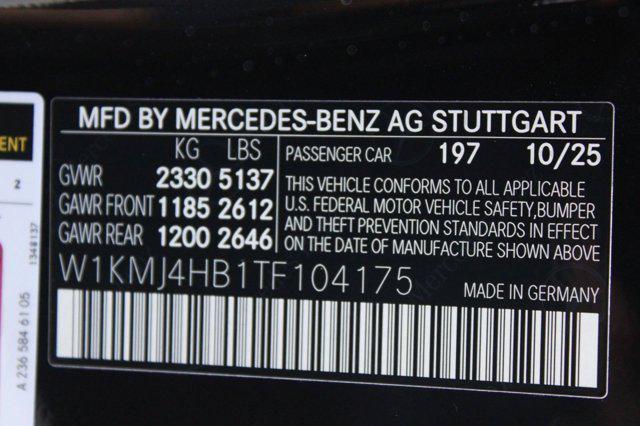 MFD BY MERCEDES-BENZ AG STUTTGART
KG LBS
GVWR 2330 5137
GAWR FRONT 1185 2612
GAWR REAR 1200 2646
PASSENGER CAR 197 10/25
THIS VEHICLE CONFORMS TO ALL APPLICABLE
U.S. FEDERAL MOTOR VEHICLE SAFETY,BUMPER
AND THEFT PREVENTION STANDARDS IN EFFECT
ON THE DATE OF MANUFACTURE SHOWN ABOVE
W1KMJ4HB1TF104175
MADE IN GERMANY
ENT
2
1348137
A 236 584 61 05